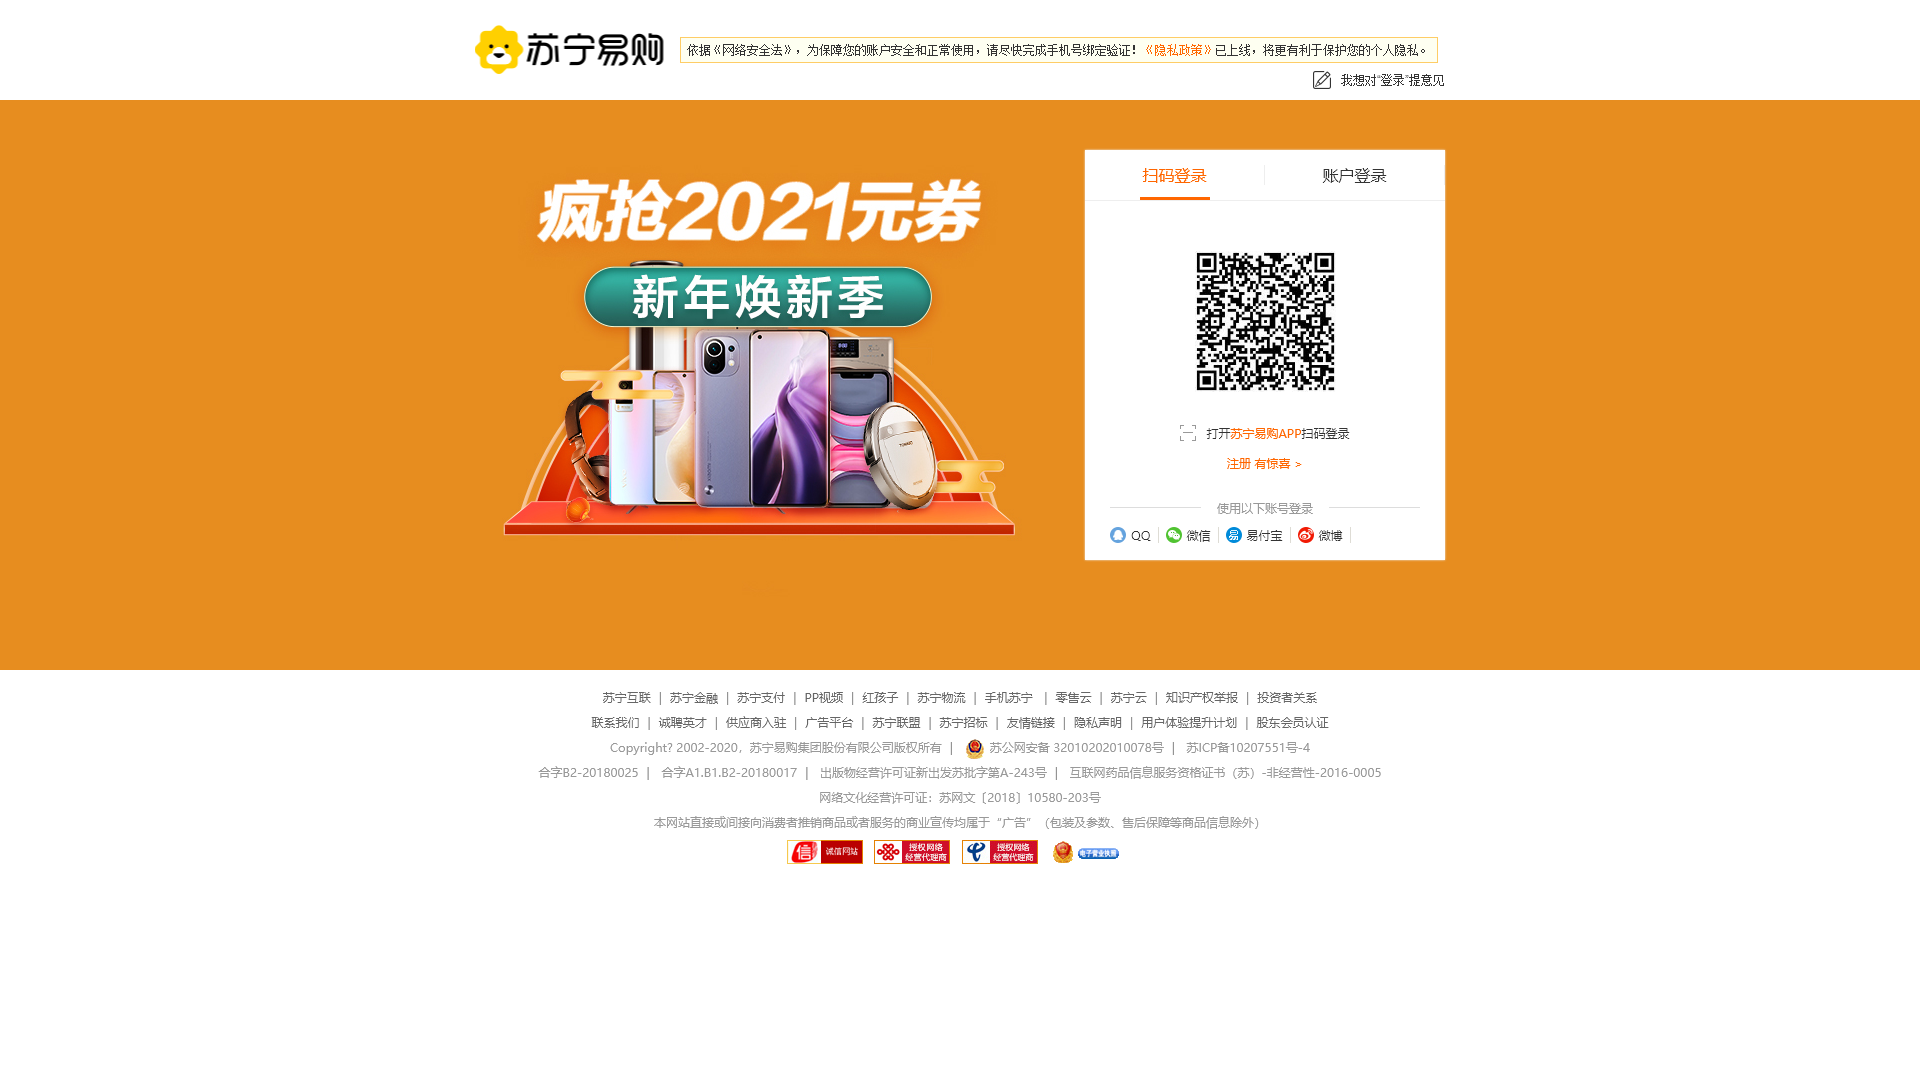 苏宁易购
依据《网络安全法》，为保障您的账户安全和正常使用，请尽快完成手机号绑定验证！《隐私政策》已上线，将更有利于保护您的个人隐私。
我想对“登录”提意见
疯抢2021元券
新年焕新季
扫码登录 账户登录
打开苏宁易购APP扫码登录
注册 有惊喜 >
使用以下账号登录
QQ 微信 易付宝 微博
苏宁互联 | 苏宁金融 | 苏宁支付 | PP视频 | 红孩子 | 苏宁物流 | 手机苏宁 | 零售云 | 苏宁云 | 知识产权举报 | 投资者关系
联系我们 | 诚聘英才 | 供应商入驻 | 广告平台 | 苏宁联盟 | 苏宁招标 | 友情链接 | 隐私声明 | 用户体验提升计划 | 股东会员认证
Copyright? 2002-2020，苏宁易购集团股份有限公司版权所有 | 苏公网安备 32010202010078号 | 苏ICP备10207551号-4
合字B2-20180025 | 合字A1.B1.B2-20180017 | 出版物经营许可证新出发苏批字第A-243号 | 互联网药品信息服务资格证书（苏）-非经营性-2016-0005
网络文化经营许可证：苏网文〔2018〕10580-203号
本网站直接或间接向消费者推销商品或者服务的商业宣传均属于“广告”（包装及参数、售后保障等商品信息除外）
信 诚信网站 授权网络经营代理商 授权网络经营代理商 电子营业执照